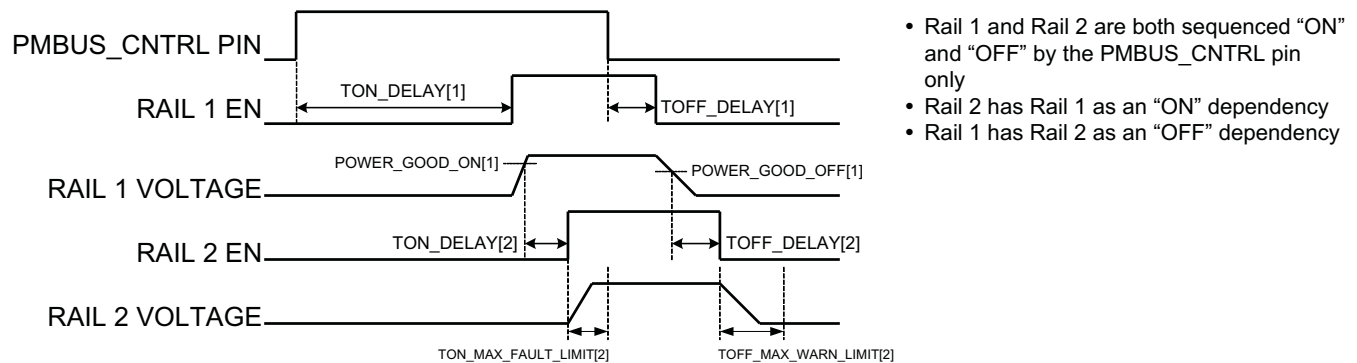 PMBUS_CNTRL PIN
RAIL 1 EN
TON_DELAY[1]
TOFF_DELAY[1]
RAIL 1 VOLTAGE
POWER_GOOD_ON[1]
POWER_GOOD_OFF[1]
RAIL 2 EN
TON_DELAY[2]
TOFF_DELAY[2]
RAIL 2 VOLTAGE
TON_MAX_FAULT_LIMIT[2]
TOFF_MAX_WARN_LIMIT[2]
• Rail 1 and Rail 2 are both sequenced “ON”
and “OFF” by the PMBUS_CNTRL pin
only
• Rail 2 has Rail 1 as an “ON” dependency
• Rail 1 has Rail 2 as an “OFF” dependency